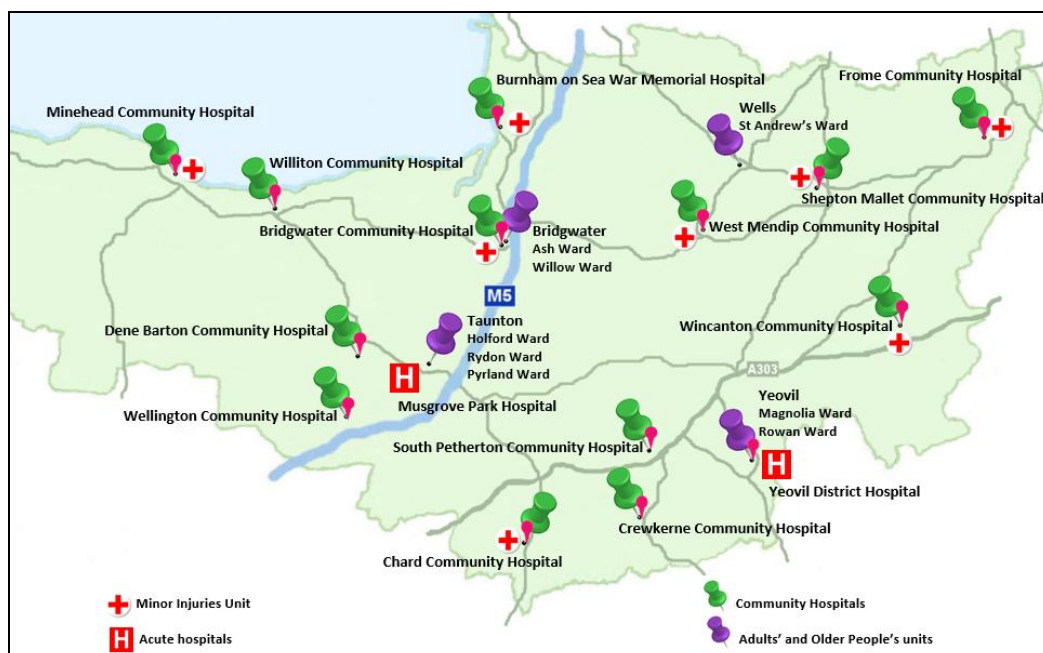 Burnham on Sea War Memorial Hospital
Frome Community Hospital
Minehead Community Hospital
Wells
St Andrew's Ward
Williton Community Hospital
Shepton Mallet Community Hospital
Bridgwater Community Hospital
Bridgwater
Ash Ward
Willow Ward
West Mendip Community Hospital
M5
Dene Barton Community Hospital
Taunton
Holford Ward
Rydon Ward
Pyrland Ward
Wincanton Community Hospital
A303
H
Musgrove Park Hospital
Wellington Community Hospital
Yeovil
Magnolia Ward
Rowan Ward
South Petherton Community Hospital
H
Yeovil District Hospital
Crewkerne Community Hospital
Chard Community Hospital
Minor Injuries Unit
Community Hospitals
H Acute hospitals
Adults' and Older People's units